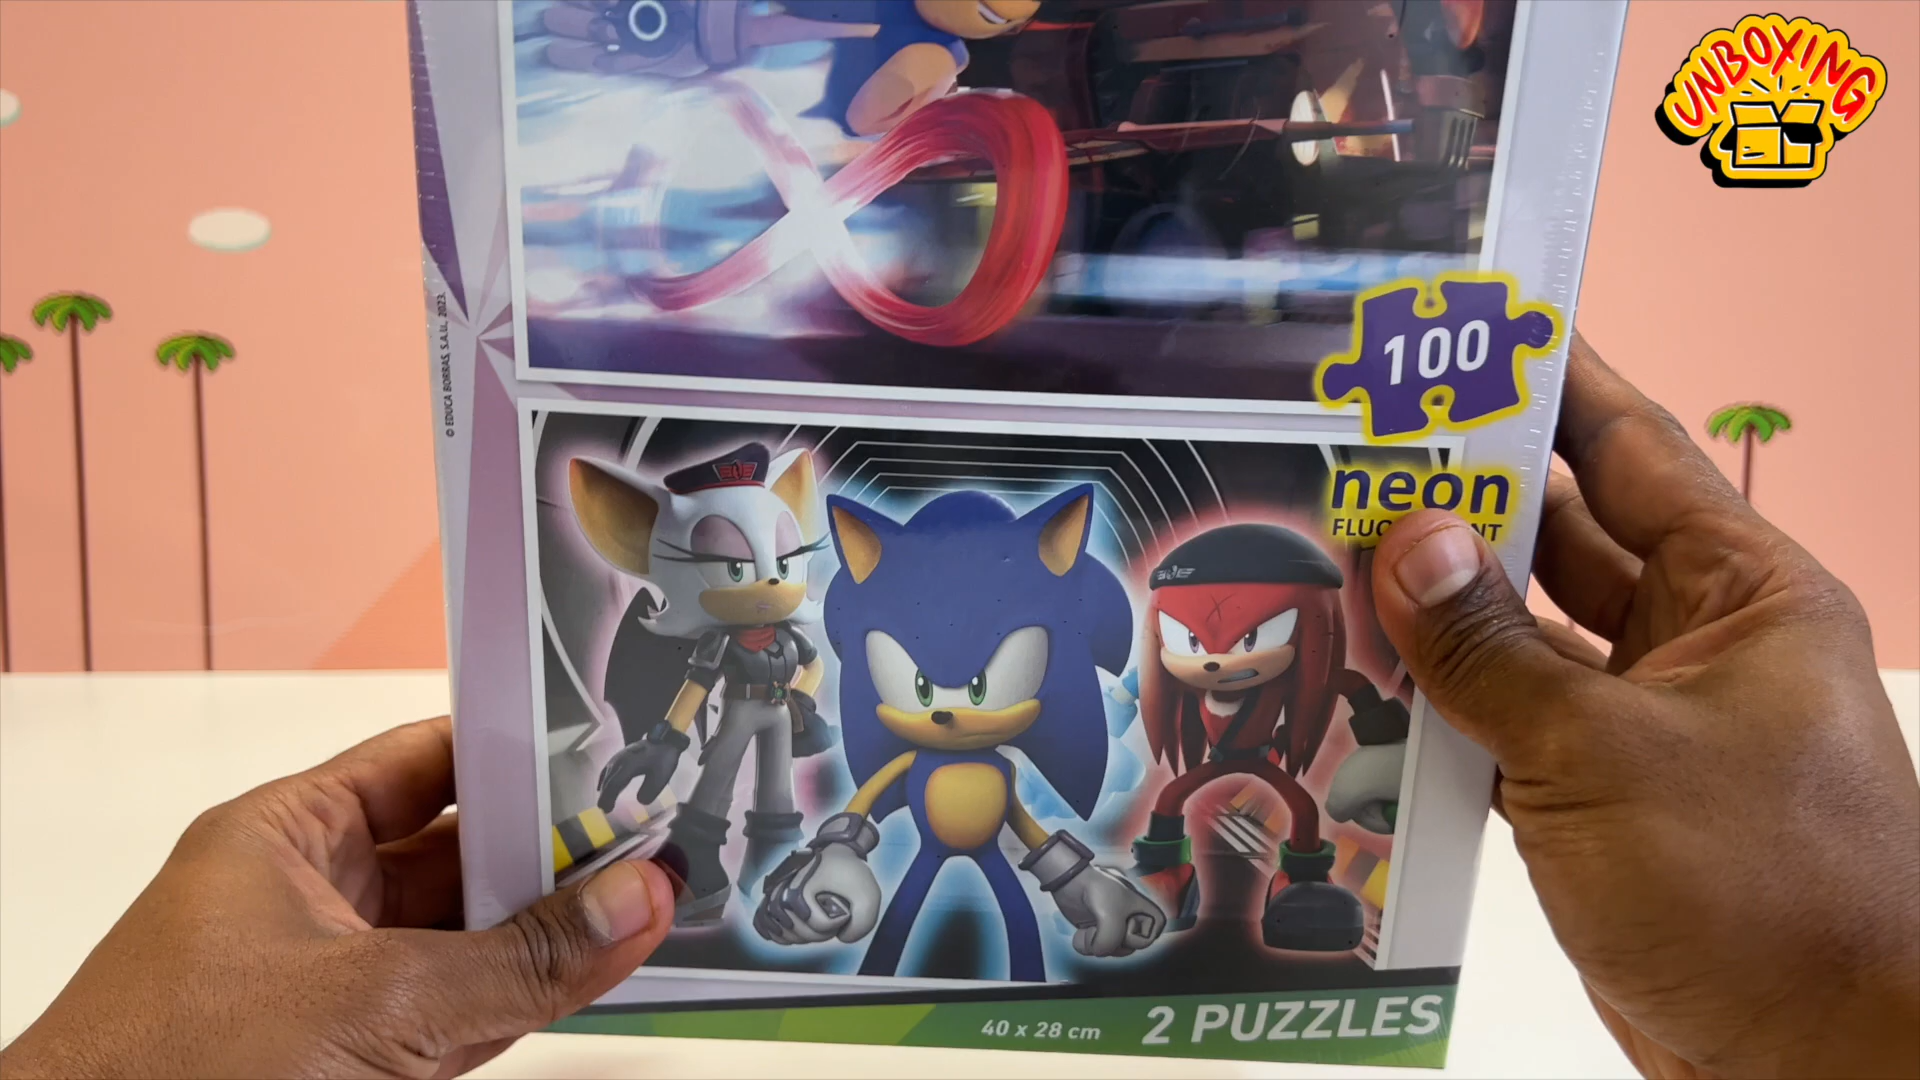 UNBOXING
© EDUCA BORRAS, S.A.U., 2023.
100
neon
40 x 28 cm
2 PUZZLES